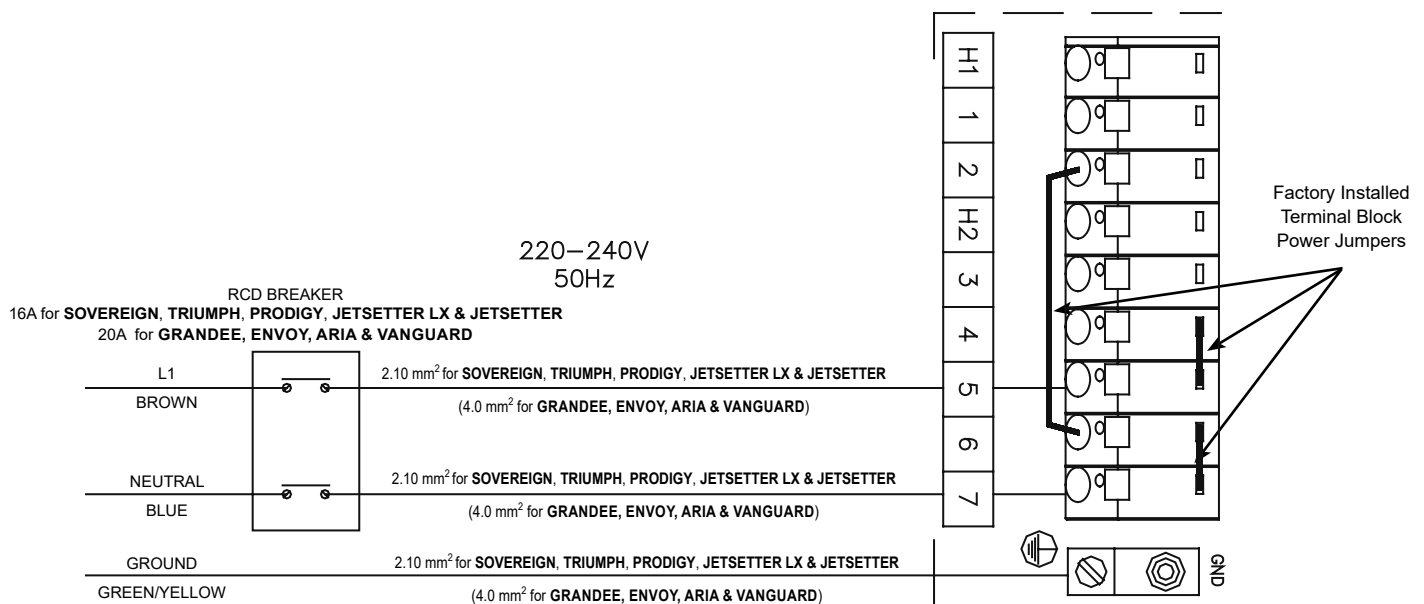 H1
1
2
H2
3
4
5
6
7
Factory Installed
Terminal Block
Power Jumpers
220–240V
50Hz
RCD BREAKER
16A for SOVEREIGN, TRIUMPH, PRODIGY, JETSETTER LX & JETSETTER
20A for GRANDEE, ENVOY, ARIA & VANGUARD
L1
BROWN
2.10 mm² for SOVEREIGN, TRIUMPH, PRODIGY, JETSETTER LX & JETSETTER
(4.0 mm² for GRANDEE, ENVOY, ARIA & VANGUARD)
NEUTRAL
BLUE
2.10 mm² for SOVEREIGN, TRIUMPH, PRODIGY, JETSETTER LX & JETSETTER
(4.0 mm² for GRANDEE, ENVOY, ARIA & VANGUARD)
GROUND
GREEN/YELLOW
2.10 mm² for SOVEREIGN, TRIUMPH, PRODIGY, JETSETTER LX & JETSETTER
(4.0 mm² for GRANDEE, ENVOY, ARIA & VANGUARD)
GND